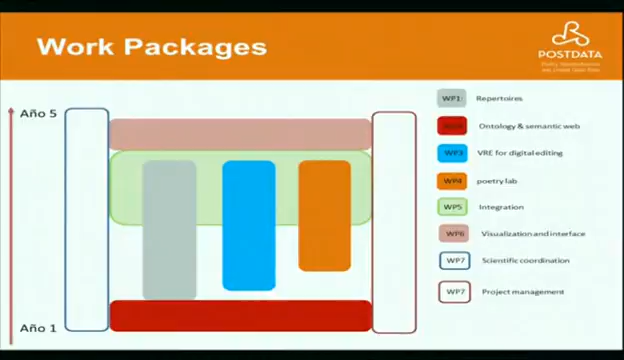 Work Packages
POSTDATA
Año 5
Año 1
WP1: Repertoires
Ontology & semantic web
WP3 VRE for digital editing
WP4 poetry lab
WP5 Integration
WP6 Visualization and interface
WP7 Scientific coordination
WP7 Project management